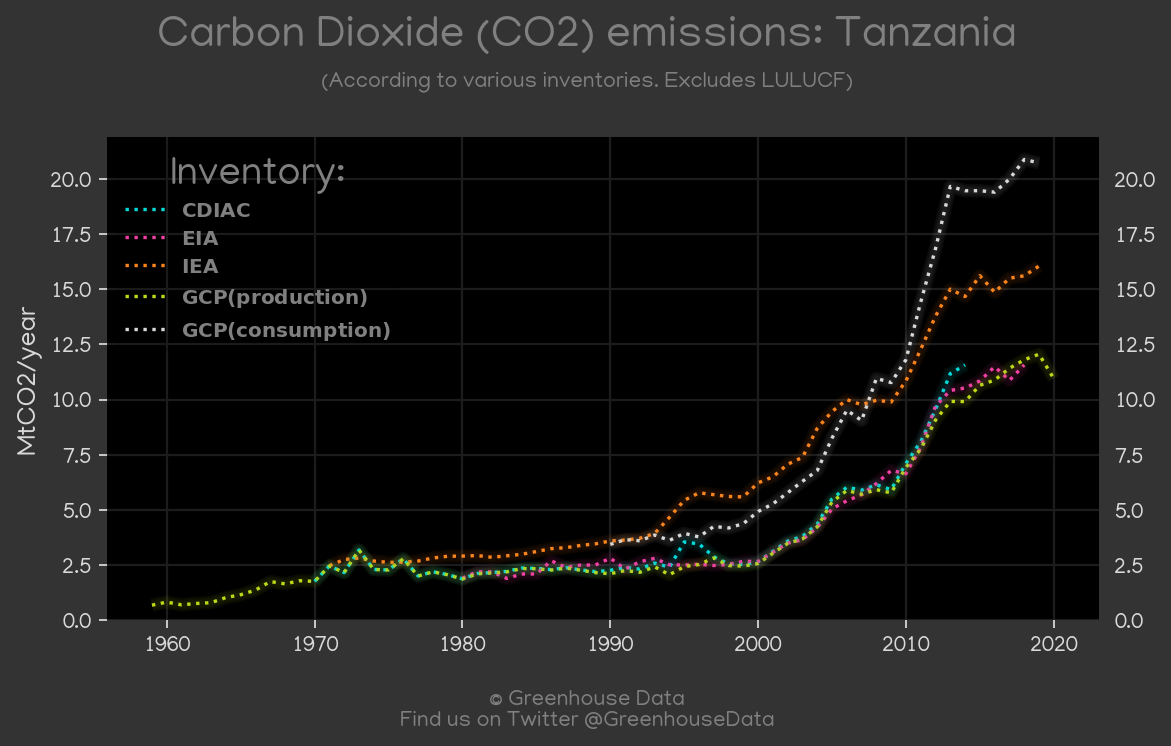 Carbon Dioxide (CO2) emissions: Tanzania
(According to various inventories. Excludes LULUCF)
Inventory:
CDIAC
EIA
IEA
GCP(production)
GCP(consumption)
MtCO2/year
20.0
17.5
15.0
12.5
10.0
7.5
5.0
2.5
0.0
20.0
17.5
15.0
12.5
10.0
7.5
5.0
2.5
0.0
1960 1970 1980 1990 2000 2010 2020
© Greenhouse Data
Find us on Twitter @GreenhouseData